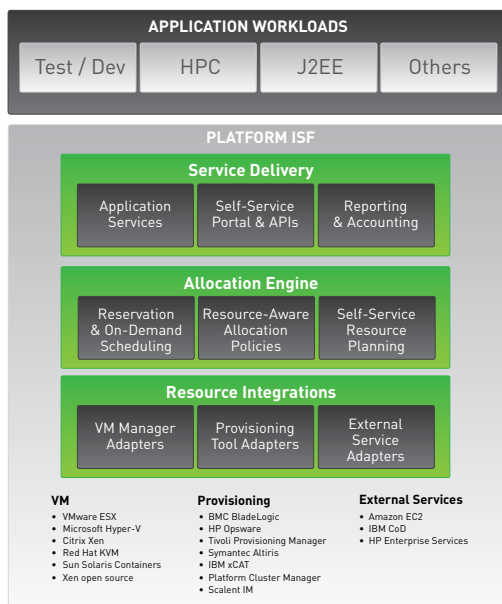 APPLICATION WORKLOADS
Test / Dev
HPC
J2EE
Others
PLATFORM ISF
Service Delivery
Application
Services
Self-Service
Portal & APIs
Reporting
& Accounting
Allocation Engine
Reservation
& On-Demand
Scheduling
Resource-Aware
Allocation
Policies
Self-Service
Resource
Planning
Resource Integrations
VM Manager
Adapters
Provisioning
Tool Adapters
External
Service
Adapters
VM
• VMware ESX
• Microsoft Hyper-V
• Citrix Xen
• Red Hat KVM
• Sun Solaris Containers
• Xen open source
Provisioning
• BMC BladeLogic
• HP Opsware
• Tivoli Provisioning Manager
• Symantec Altiris
• IBM xCAT
• Platform Cluster Manager
• Scalent IM
External Services
• Amazon EC2
• IBM CoD
• HP Enterprise Services